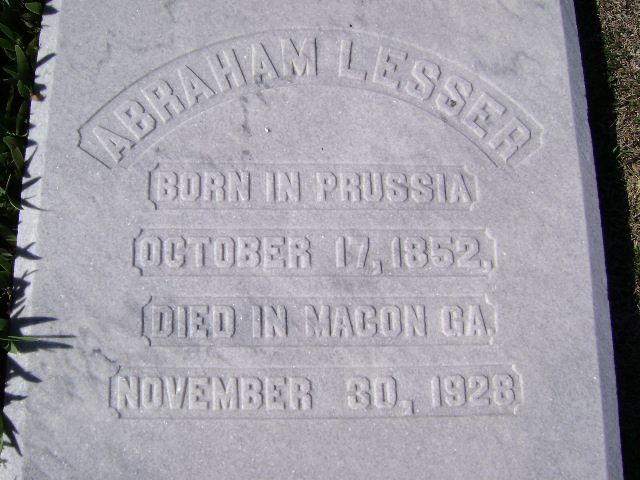 ABRAHAM LESSER
BORN IN PRUSSIA
OCTOBER 17, 1852.
DIED IN MACON GA.
NOVEMBER 30, 1928